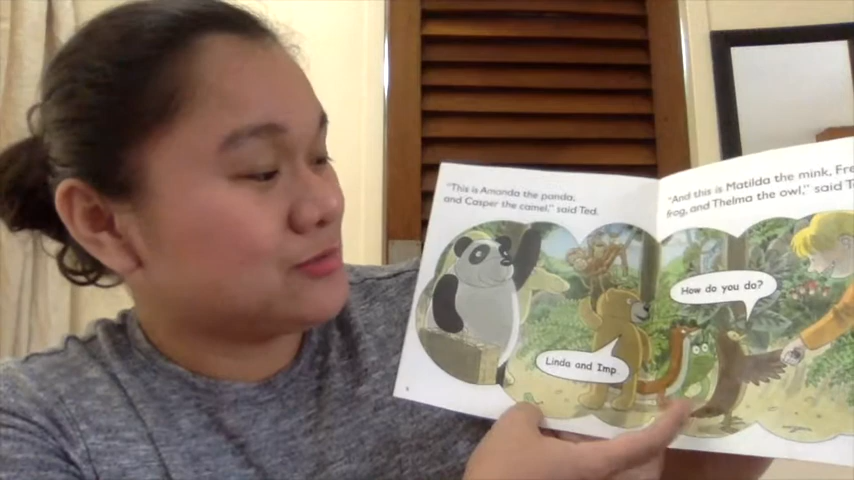 "This is Amanda the panda,
and Casper the camel," said Ted.
Linda and Imp.
6
"And this is Matilda the mink,
frog, and Thelma the owl," said
How do you do?